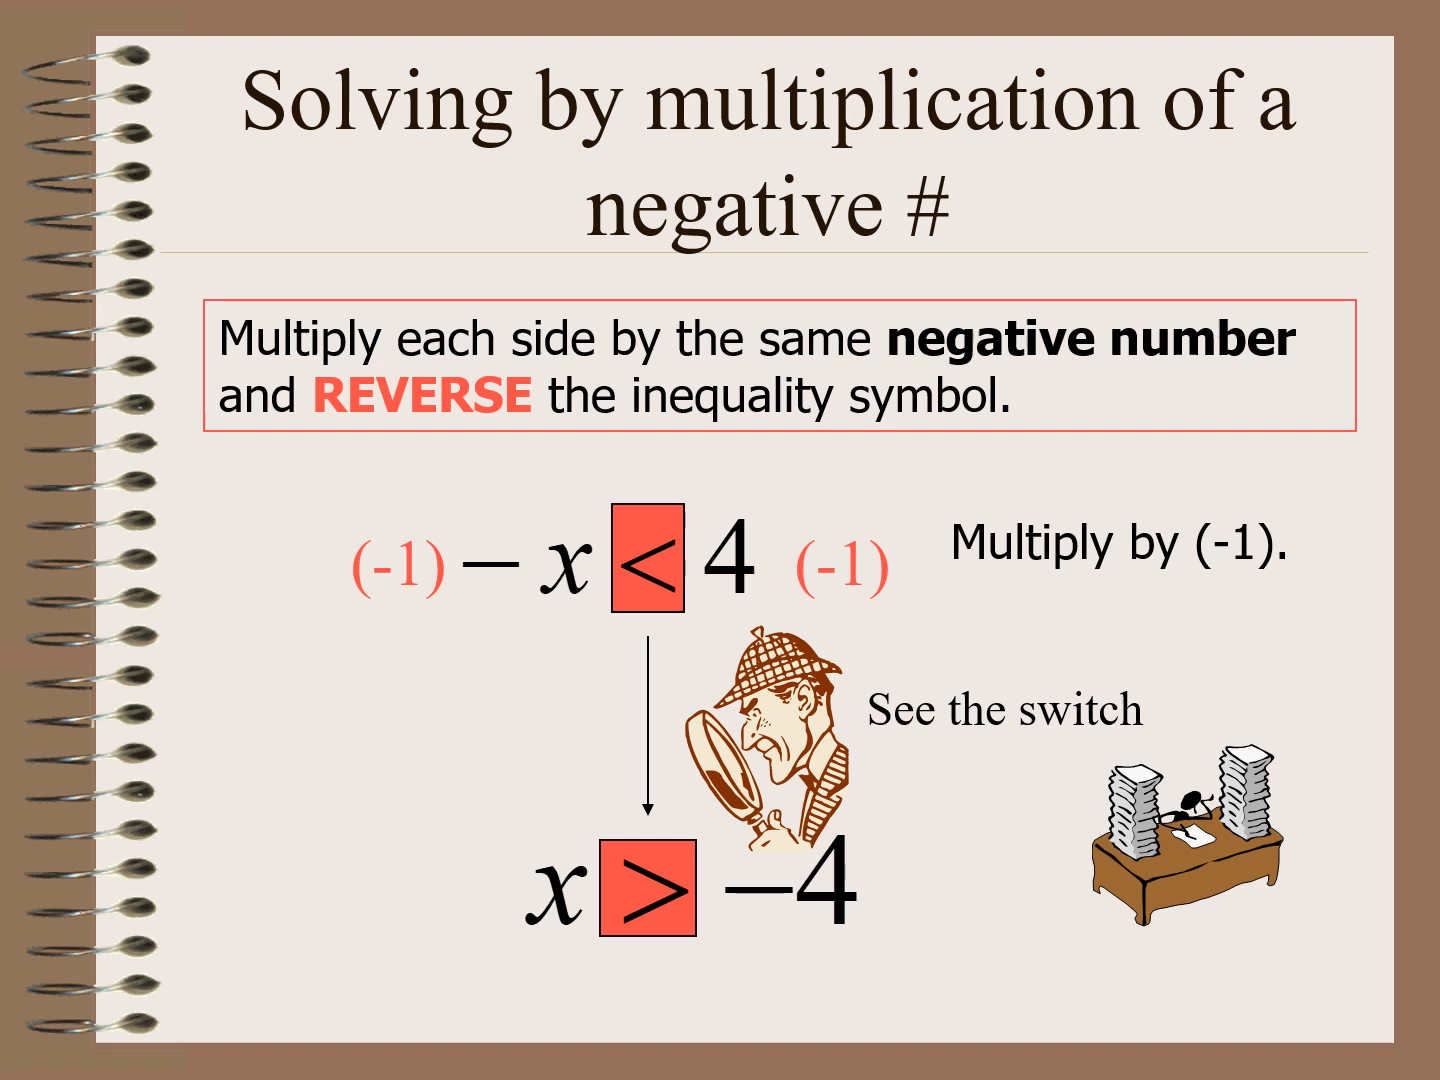 Solving by multiplication of a
negative #
Multiply each side by the same negative number
and REVERSE the inequality symbol.
(-1) − x < 4 (-1) Multiply by (-1).
See the switch
x > −4